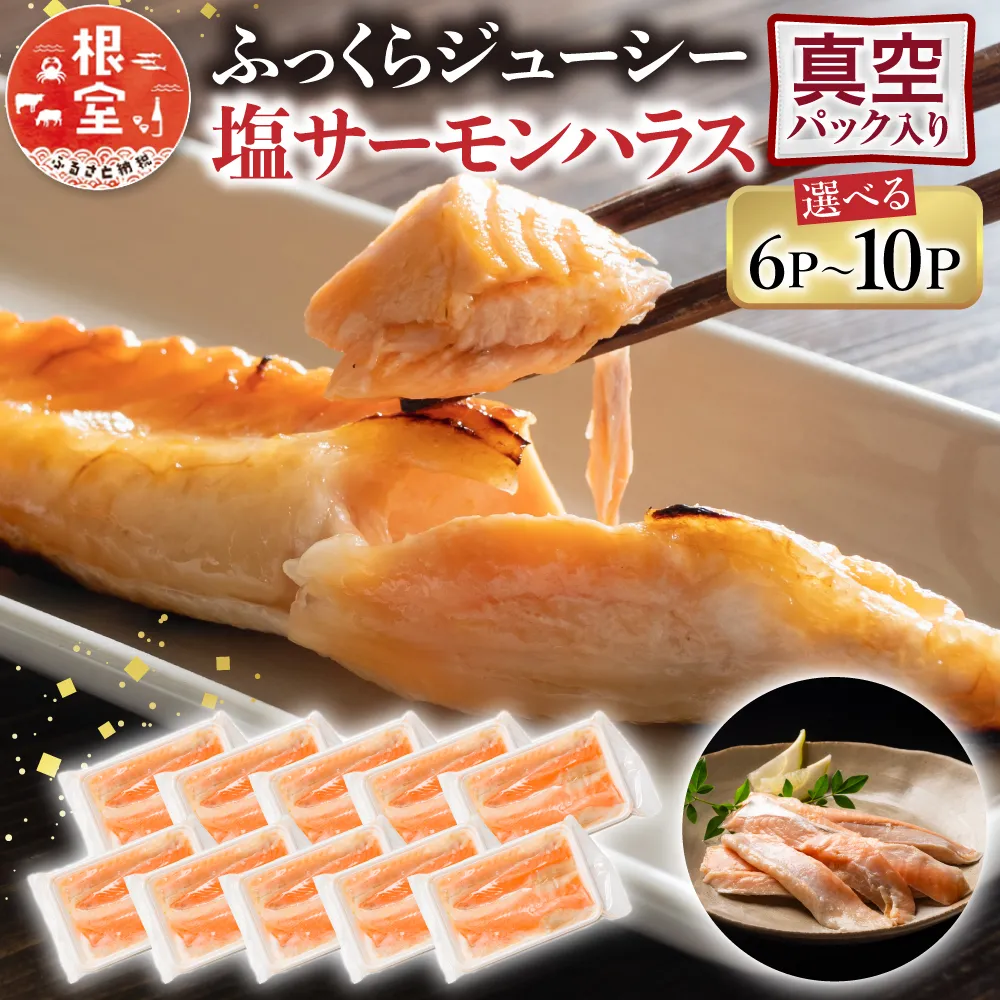 根室
ふるさと納税
ふっくらジューシー
塩サーモンハラス
真空
パック入り
選べる
6P~10P